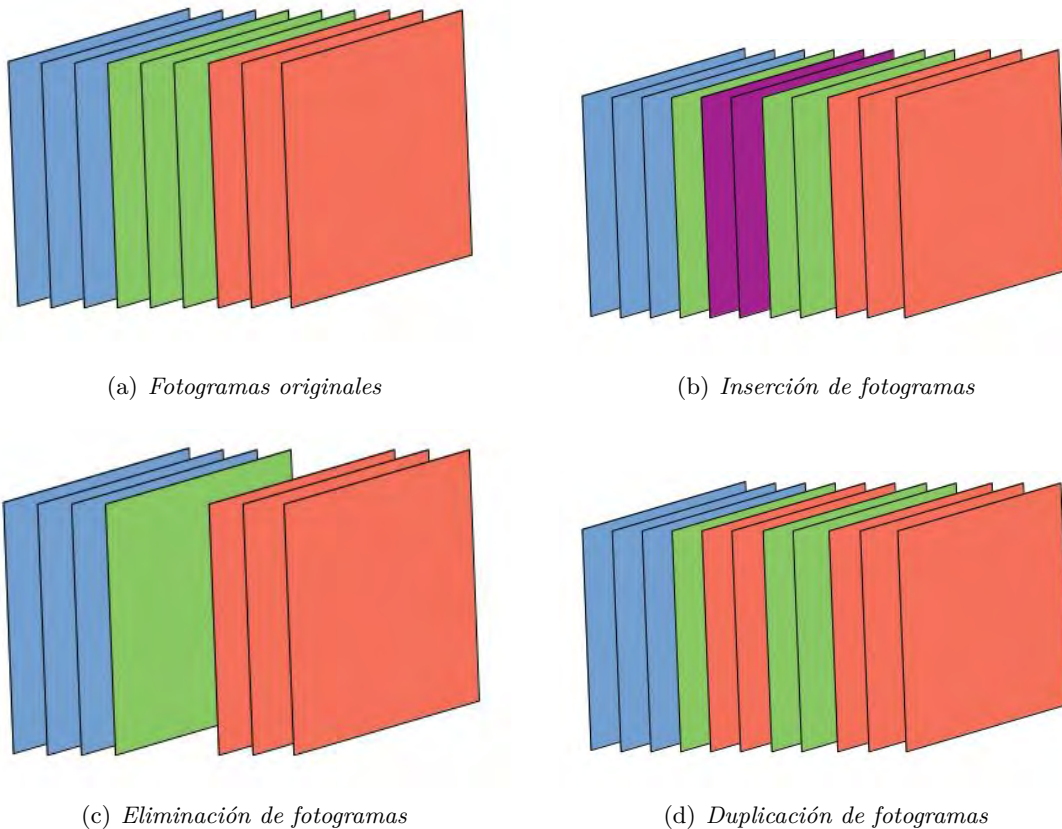 (a) Fotogramas originales
(b) Inserción de fotogramas
(c) Eliminación de fotogramas
(d) Duplicación de fotogramas